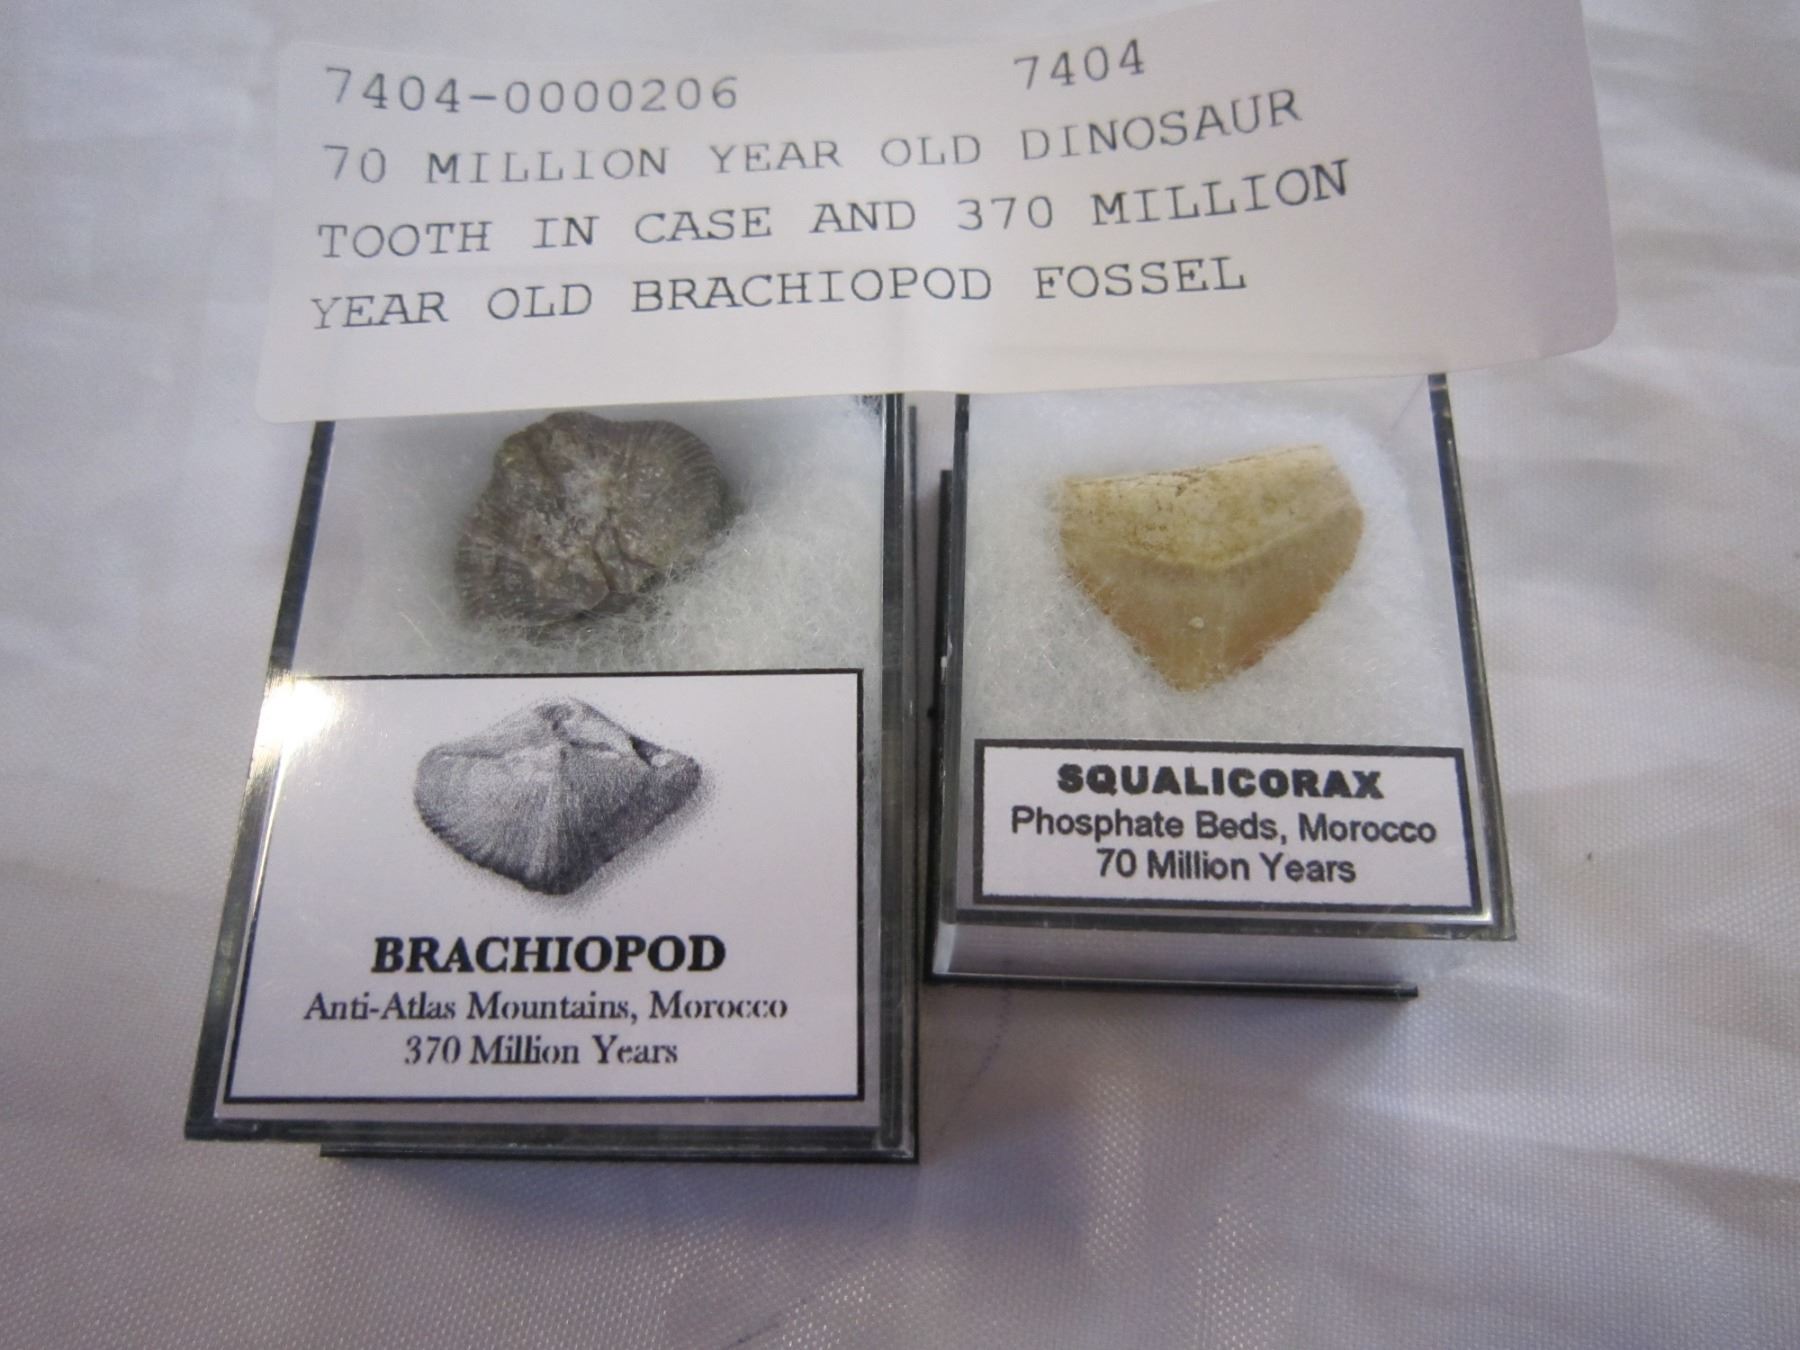 7404-0000206 7404
70 MILLION YEAR OLD DINOSAUR
TOOTH IN CASE AND 370 MILLION
YEAR OLD BRACHIOPOD FOSSEL
BRACHIOPOD
Anti-Atlas Mountains, Morocco
370 Million Years
SQUALICORAX
Phosphate Beds, Morocco
70 Million Years